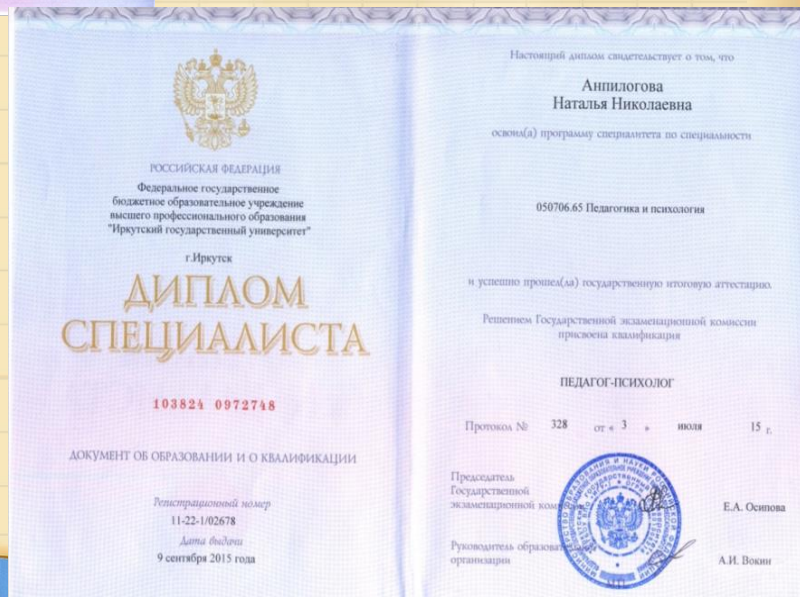 РОССИЙСКАЯ ФЕДЕРАЦИЯ
Федеральное государственное
бюджетное образовательное учреждение
высшего профессионального образования
"Иркутский государственный университет"
г.Иркутск
ДИПЛОМ
СПЕЦИАЛИСТА
103824 0972748
ДОКУМЕНТ ОБ ОБРАЗОВАНИИ И О КВАЛИФИКАЦИИ
Регистрационный номер
11-22-1/02678
Дата выдачи
9 сентября 2015 года
Настоящий диплом свидетельствует о том, что
Анпилогова
Наталья Николаевна
освоил(а) программу специалитета по специальности
050706.65 Педагогика и психология
и успешно прошел(ла) государственную итоговую аттестацию.
Решением Государственной экзаменационной комиссии
присвоена квалификация
ПЕДАГОГ-ПСИХОЛОГ
Протокол № 328 от « 3 » июля 15 г.
Председатель
Государственной
экзаменационной
Е.А. Осипова
Руководитель
организации
А.И. Вокин